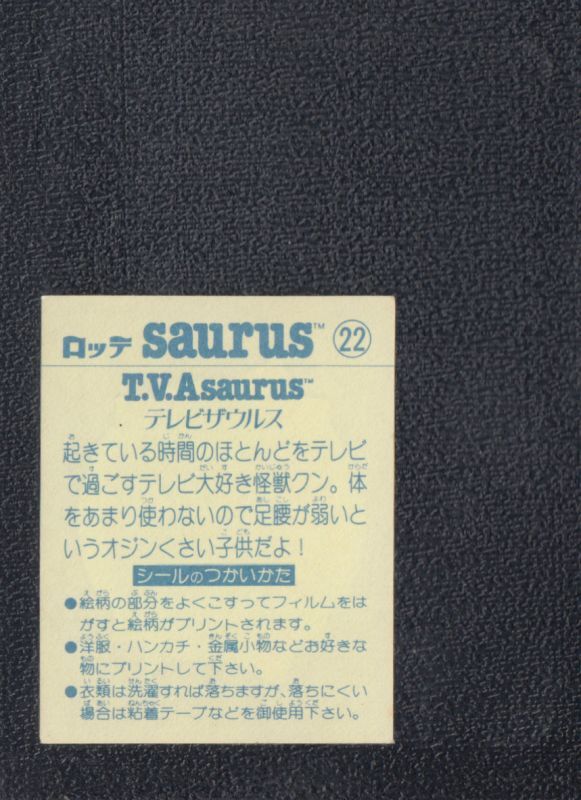 ロッテ saurus™ 22
T.V.Asaurus™
テレビザウルス
起きている時間のほとんどをテレビ
で過ごすテレビ大好き怪獣クン。体
をあまり使わないので足腰が弱いと
いうオジンくさい子供だよ！
シールのつかいかた
●絵柄の部分をよくこすってフィルムをは
がすと絵柄がプリントされます。
●洋服・ハンカチ・金属小物などお好きな
物にプリントして下さい。
●衣類は洗濯すれば落ちますが、落ちにくい
場合は粘着テープなどを御使用下さい。